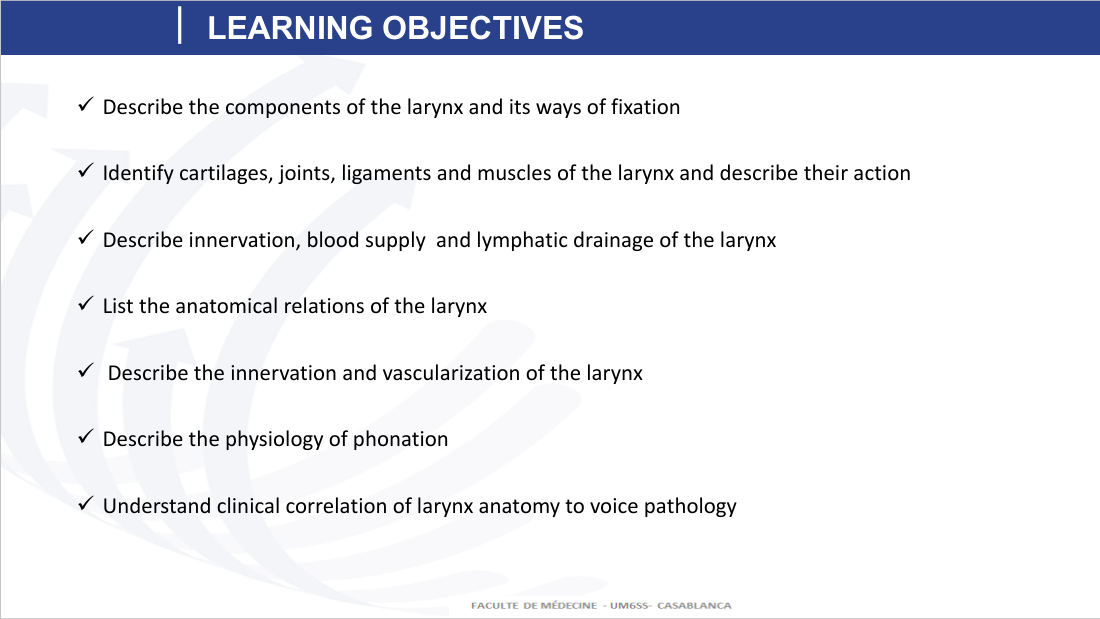 LEARNING OBJECTIVES
✓ Describe the components of the larynx and its ways of fixation
✓ Identify cartilages, joints, ligaments and muscles of the larynx and describe their action
✓ Describe innervation, blood supply  and lymphatic drainage of the larynx
✓ List the anatomical relations of the larynx
✓ Describe the innervation and vascularization of the larynx
✓ Describe the physiology of phonation
✓ Understand clinical correlation of larynx anatomy to voice pathology
FACULTE DE MÉDECINE - UM6SS- CASABLANCA